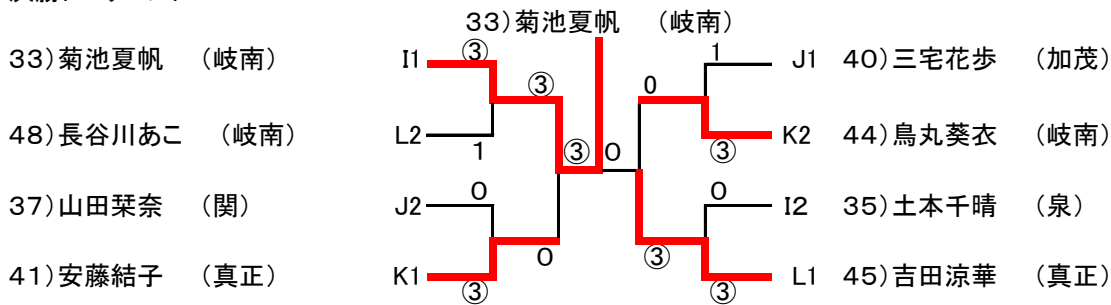 33)菊池夏帆 (岐南)
33)菊池夏帆 (岐南) I1 ③ ③ 0 1 J1 40)三宅花歩 (加茂)
48)長谷川あこ (岐南) L2 1 ③ 0 ③ K2 44)鳥丸葵衣 (岐南)
37)山田栞奈 (関) J2 0 0 I2 35)土本千晴 (泉)
41)安藤結子 (真正) K1 ③ 0 ③ ③ L1 45)吉田涼華 (真正)